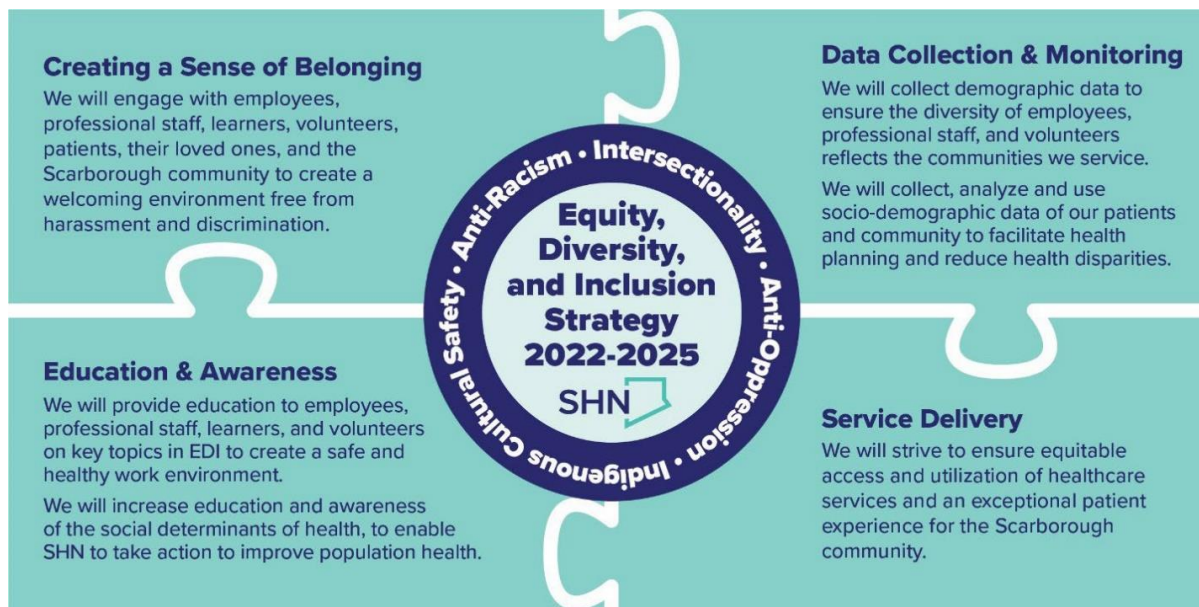 Creating a Sense of Belonging
We will engage with employees,
professional staff, learners, volunteers,
patients, their loved ones, and the
Scarborough community to create a
welcoming environment free from
harassment and discrimination.
Data Collection & Monitoring
We will collect demographic data to
ensure the diversity of employees,
professional staff, and volunteers
reflects the communities we service.
We will collect, analyze and use
socio-demographic data of our patients
and community to facilitate health
planning and reduce health disparities.
Anti-Racism • Intersectionality • Anti-Oppression • Indigenous Cultural Safety •
Equity,
Diversity,
and Inclusion
Strategy
2022-2025
SHN
Education & Awareness
We will provide education to employees,
professional staff, learners, and volunteers
on key topics in EDI to create a safe and
healthy work environment.
We will increase education and awareness
of the social determinants of health, to enable
SHN to take action to improve population health.
Service Delivery
We will strive to ensure equitable
access and utilization of healthcare
services and an exceptional patient
experience for the Scarborough
community.